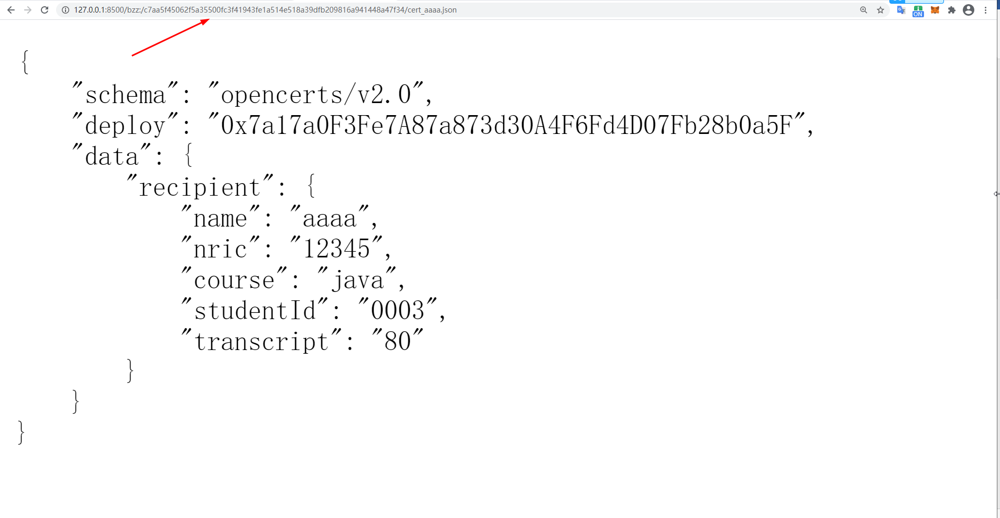 127.0.0.1:8500/bzz:/c7aa5f45062f5a35500fc3f41943fe1a514e518a39dfb209816a941448a47f34/cert_aaaa.json
ON
{
"schema": "opencerts/v2.0",
"deploy": "0x7a17a0F3Fe7A87a873d30A4F6Fd4D07Fb28b0a5F",
"data": {
"recipient": {
"name": "aaaa",
"nric": "12345",
"course": "java",
"studentId": "0003",
"transcript": "80"
}
}
}